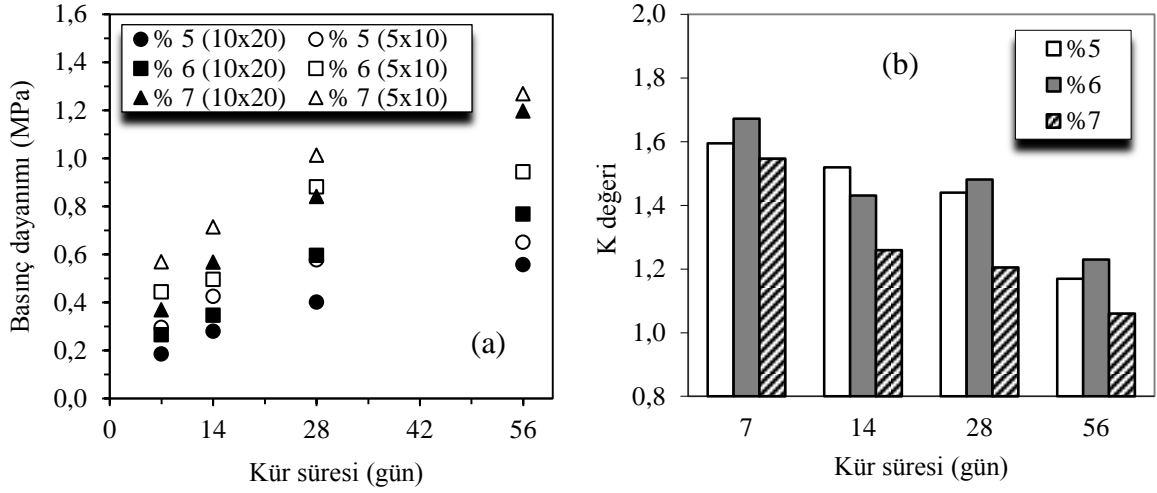 1,6
1,4
1,2
1,0
0,8
0,6
0,4
0,2
0,0
Basınç dayanımı (MPa)
% 5 (10x20) % 5 (5x10)
% 6 (10x20) % 6 (5x10)
% 7 (10x20) % 7 (5x10)
(a)
0 14 28 42 56
Kür süresi (gün)
2,0
1,8
1,6
1,4
1,2
1,0
0,8
K değeri
(b)
%5
%6
%7
7 14 28 56
Kür süresi (gün)